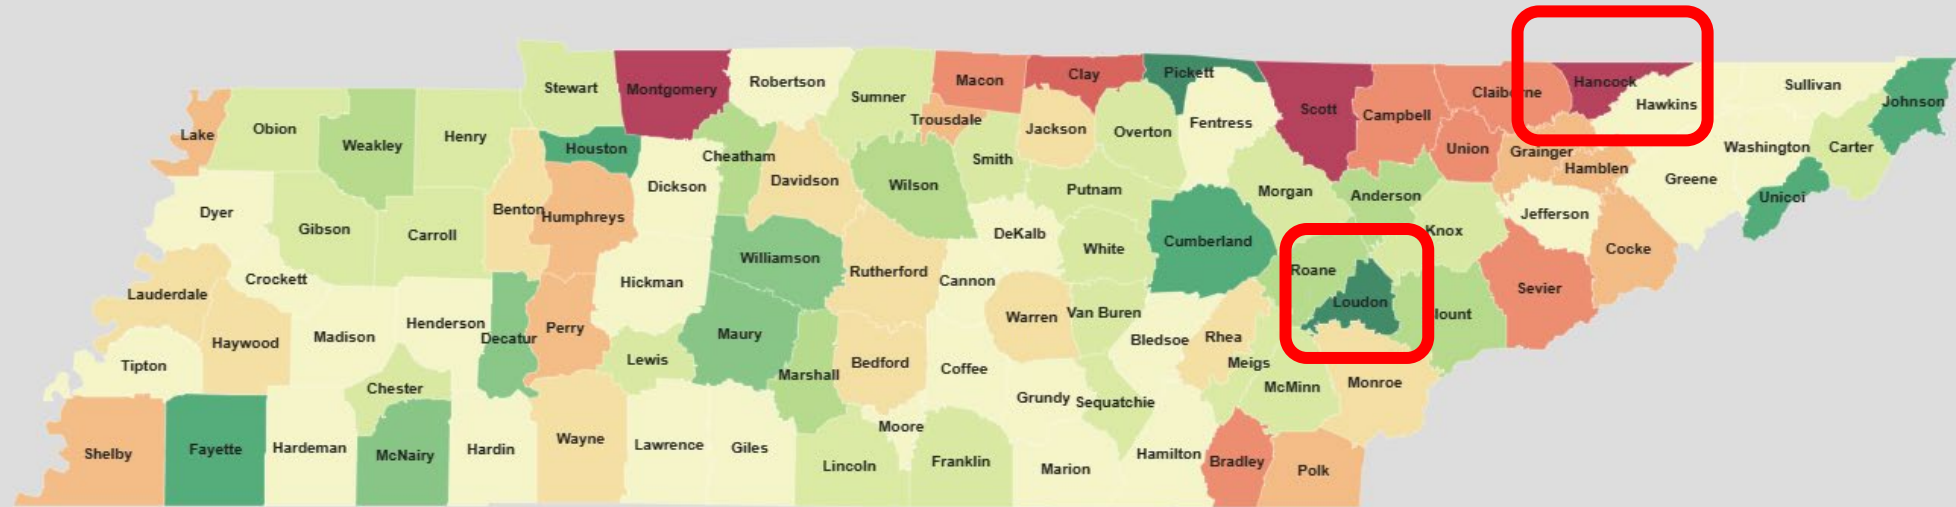 Stewart
Montgomery
Robertson
Sumner
Macon
Clay
Pickett
Scott
Campbell
Claiborne
Hancock
Hawkins
Sullivan
Johnson
Lake
Obion
Weakley
Henry
Houston
Cheatham
Trousdale
Smith
Jackson
Overton
Fentress
Union
Grainger
Hamblen
Washington
Carter
Greene
Unicoi
Dyer
Gibson
Carroll
Benton
Humphreys
Dickson
Davidson
Wilson
Putnam
Morgan
Anderson
Knox
Jefferson
Cocke
Williamson
Rutherford
DeKalb
White
Cumberland
Roane
Loudon
lount
Sevier
Lauderdale
Crockett
Haywood
Madison
Henderson
Decatur
Perry
Hickman
Lewis
Maury
Marshall
Bedford
Cannon
Warren
Van Buren
Bledsoe
Rhea
Meigs
McMinn
Monroe
Tipton
Chester
Coffee
Grundy
Sequatchie
Shelby
Fayette
Hardeman
McNairy
Hardin
Wayne
Lawrence
Giles
Moore
Lincoln
Franklin
Marion
Hamilton
Bradley
Polk